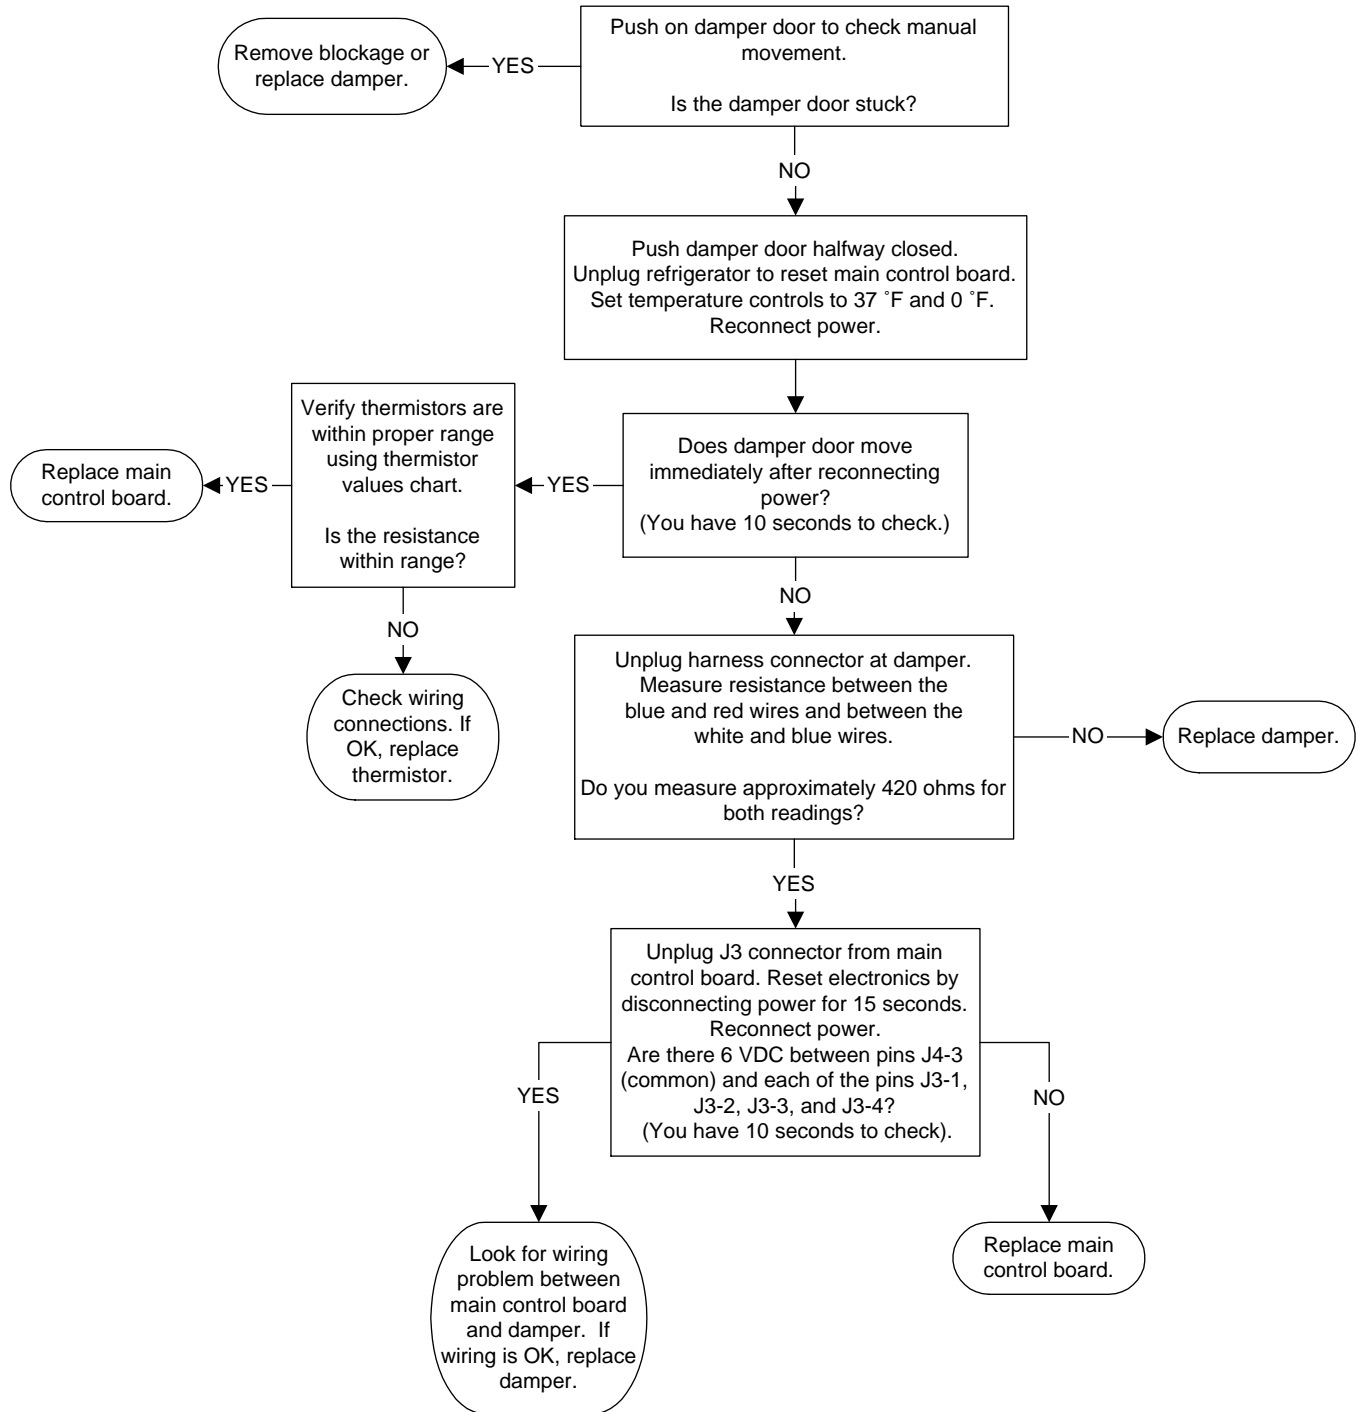 Push on damper door to check manual
movement.
Is the damper door stuck?
YES
Remove blockage or
replace damper.
NO
Push damper door halfway closed.
Unplug refrigerator to reset main control board.
Set temperature controls to 37 ˚F and 0 ˚F.
Reconnect power.
Does damper door move
immediately after reconnecting
power?
(You have 10 seconds to check.)
YES
Verify thermistors are
within proper range
using thermistor
values chart.
Is the resistance
within range?
YES
Replace main
control board.
NO
Check wiring
connections. If
OK, replace
thermistor.
NO
Unplug harness connector at damper.
Measure resistance between the
blue and red wires and between the
white and blue wires.
Do you measure approximately 420 ohms for
both readings?
NO
Replace damper.
YES
Unplug J3 connector from main
control board. Reset electronics by
disconnecting power for 15 seconds.
Reconnect power.
Are there 6 VDC between pins J4-3
(common) and each of the pins J3-1,
J3-2, J3-3, and J3-4?
(You have 10 seconds to check).
YES
Look for wiring
problem between
main control board
and damper. If
wiring is OK, replace
damper.
NO
Replace main
control board.